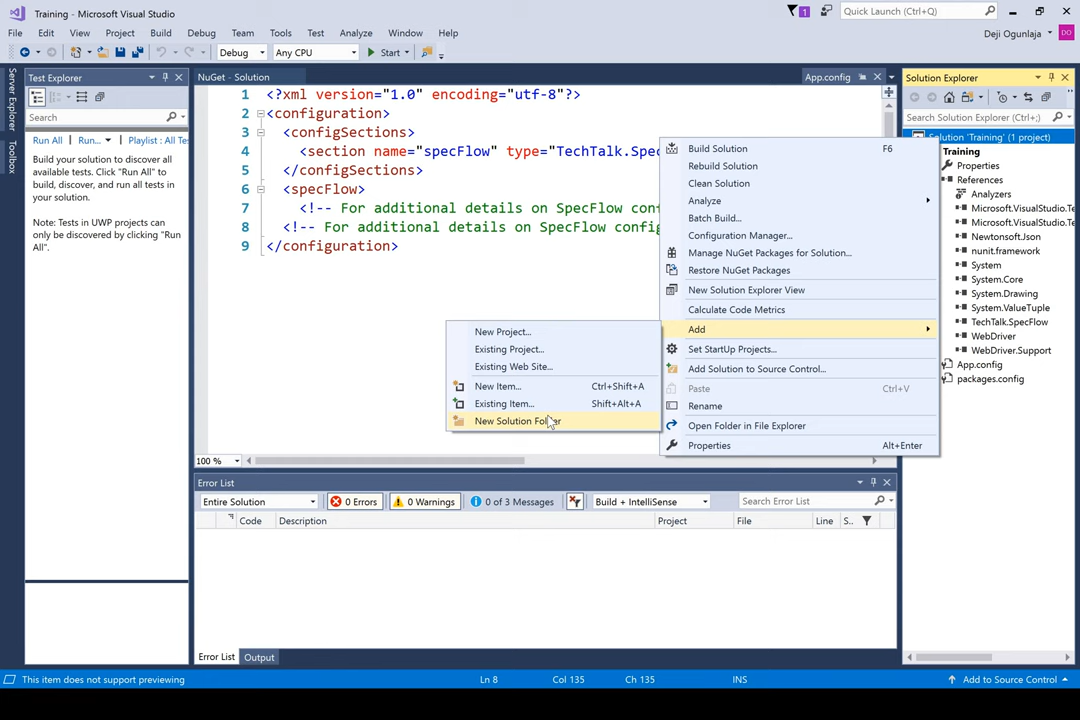 Training - Microsoft Visual Studio
1
Quick Launch (Ctrl+Q)
File Edit View Project Build Debug Team Tools Test Analyze Window Help
Deji Ogunlaja
DO
Debug Any CPU Start
Server Explorer
Toolbox
Test Explorer
Search
Run All Run... Playlist : All Te
Build your solution to discover all
available tests. Click "Run All" to
build, discover, and run all tests in
your solution.
Note: Tests in UWP projects can
only be discovered by clicking "Run
All".
NuGet - Solution
App.config
1 <?xml version="1.0" encoding="utf-8"?>
2 <configuration>
3 <configSections>
4 <section name="specFlow" type="TechTalk.Spec
5 </configSections>
6 <specFlow>
7 <!-- For additional details on SpecFlow conf
8 <!-- For additional details on SpecFlow config
9 </configuration>
100 %
Build Solution F6
Rebuild Solution
Clean Solution
Analyze
Batch Build...
Configuration Manager...
Manage NuGet Packages for Solution...
Restore NuGet Packages
New Solution Explorer View
Calculate Code Metrics
Add
Set StartUp Projects...
Add Solution to Source Control...
Paste Ctrl+V
Rename
Open Folder in File Explorer
Properties Alt+Enter
New Project...
Existing Project...
Existing Web Site...
New Item... Ctrl+Shift+A
Existing Item... Shift+Alt+A
New Solution Folder
Solution Explorer
Search Solution Explorer (Ctrl+;)
Solution 'Training' (1 project)
Training
Properties
References
Analyzers
Microsoft.VisualStudio.T
Microsoft.VisualStudio.Te
Newtonsoft.Json
nunit.framework
System
System.Core
System.Drawing
System.ValueTuple
TechTalk.SpecFlow
WebDriver
WebDriver.Support
App.config
packages.config
Error List
Entire Solution 0 Errors 0 Warnings 0 of 3 Messages Build + IntelliSense Search Error List
Code Description Project File Line S..
Error List Output
This item does not support previewing Ln 8 Col 135 Ch 135 INS Add to Source Control